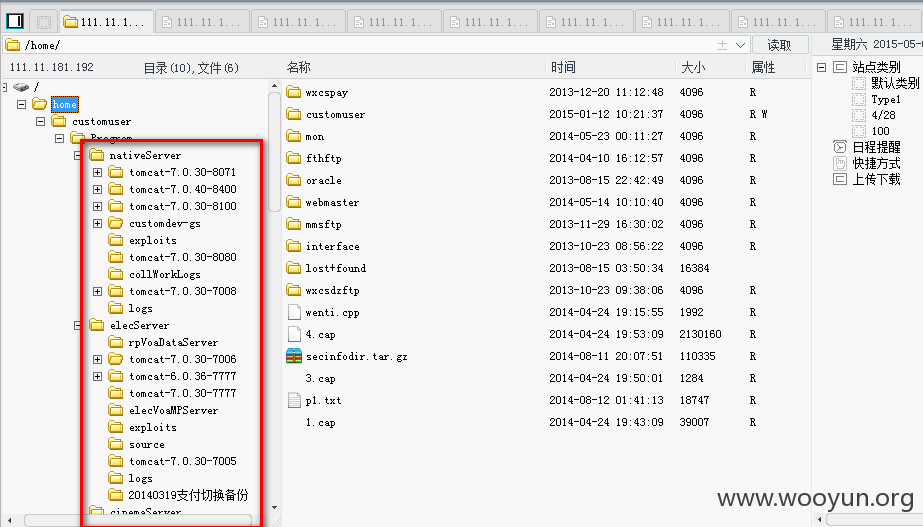 111.11.1... 111.11.1... 111.11.1... 111.11.1... 111.11.1... 111.11.1... 111.11.1... 111.11.1... 111.11.1...
/home/ 读取 星期六 2015-05-0
111.11.181.192 目录(10),文件(6) 名称 时间 大小 属性
/
home
customuser
Program
nativeServer
tomcat-7.0.30-8071
tomcat-7.0.40-8400
tomcat-7.0.30-8100
customdev-gs
exploits
tomcat-7.0.30-8080
collWorkLogs
tomcat-7.0.30-7008
logs
elecServer
rpVoaDataServer
tomcat-7.0.30-7006
tomcat-6.0.36-7777
tomcat-7.0.30-7777
elecVoaMPServer
exploits
source
tomcat-7.0.30-7005
logs
20140319支付切换备份
cinemaServer
wxcspay 2013-12-20 11:12:48 4096 R
customuser 2015-01-12 10:21:37 4096 R W
mon 2014-05-23 00:11:27 4096 R
fthftp 2014-04-10 16:12:57 4096 R
oracle 2013-08-15 22:42:49 4096 R
webmaster 2014-05-14 10:10:40 4096 R
mmsftp 2013-11-29 16:30:02 4096 R
interface 2013-10-23 08:56:22 4096 R
lost+found 2013-08-15 03:50:34 16384
wxcsdzftp 2013-10-23 09:38:06 4096 R
wenti.cpp 2014-04-24 19:15:55 1992 R
4.cap 2014-04-24 19:53:09 2130160 R
secinfodir.tar.gz 2014-08-11 20:07:51 110335 R
3.cap 2014-04-24 19:50:01 1284 R
p1.txt 2014-08-12 01:41:13 18747 R
1.cap 2014-04-24 19:43:09 39007 R
站点类别
默认类别
Type1
4/28
100
日程提醒
快捷方式
上传下载
www.wooyun.org